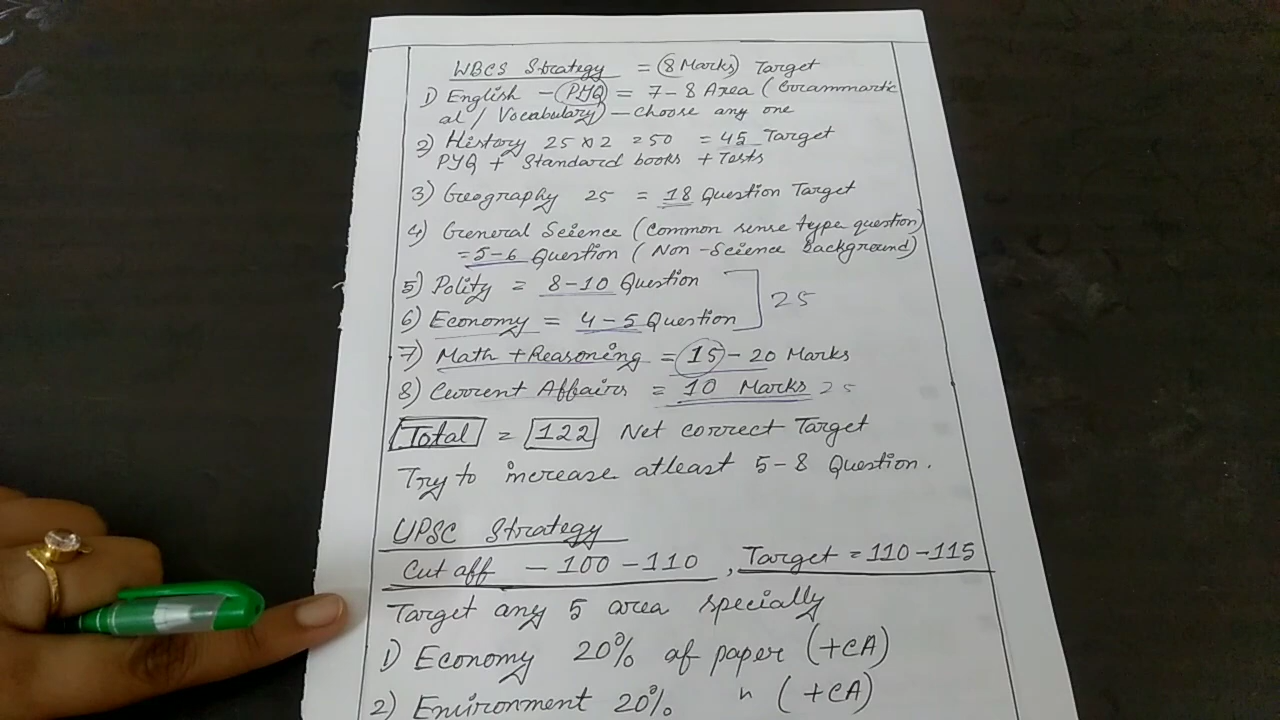 WBCS Strategy = (8 Marks) Target
1) English - (PYQ) = 7-8 Area (Grammartic
al / Vocabulary) - choose any one
2) History 25 x 2 = 50 = 45 Target
PYQ + Standard books + Tests
3) Geography 25 = 18 Question Target
4) General Science (Common sense type question)
= 5-6 Question (Non-Science background)
5) Polity = 8-10 Question
25
6) Economy = 4-5 Question
7) Math + Reasoning = 15 - 20 Marks
8) Current Affairs = 10 Marks 25
Total = 122 Net correct Target
Try to increase atleast 5-8 Question.
UPSC Strategy
Cut off - 100 - 110, Target = 110 - 115
Target any 5 area specially
1) Economy 20% of paper (+CA)
2) Environment 20% " (+CA)